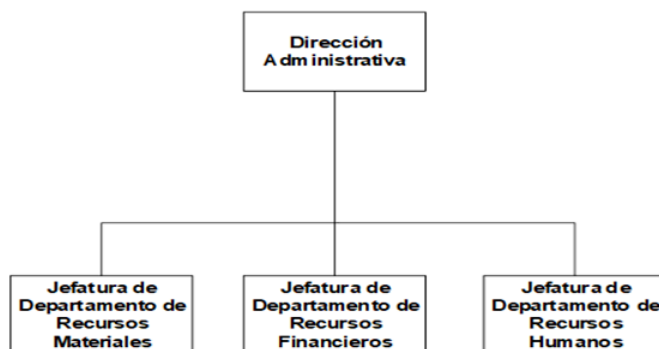 Dirección
Administrativa
Jefatura de
Departamento de
Recursos
Materiales
Jefatura de
Departamento de
Recursos
Financieros
Jefatura de
Departamento de
Recursos
Humanos